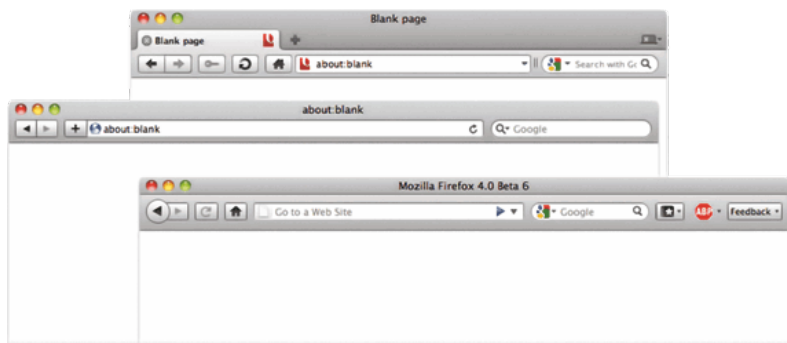 Blank page
Blank page
about:blank
Search with Gc
about:blank
about:blank
Google
Mozilla Firefox 4.0 Beta 6
Go to a Web Site
Google
ABP
Feedback